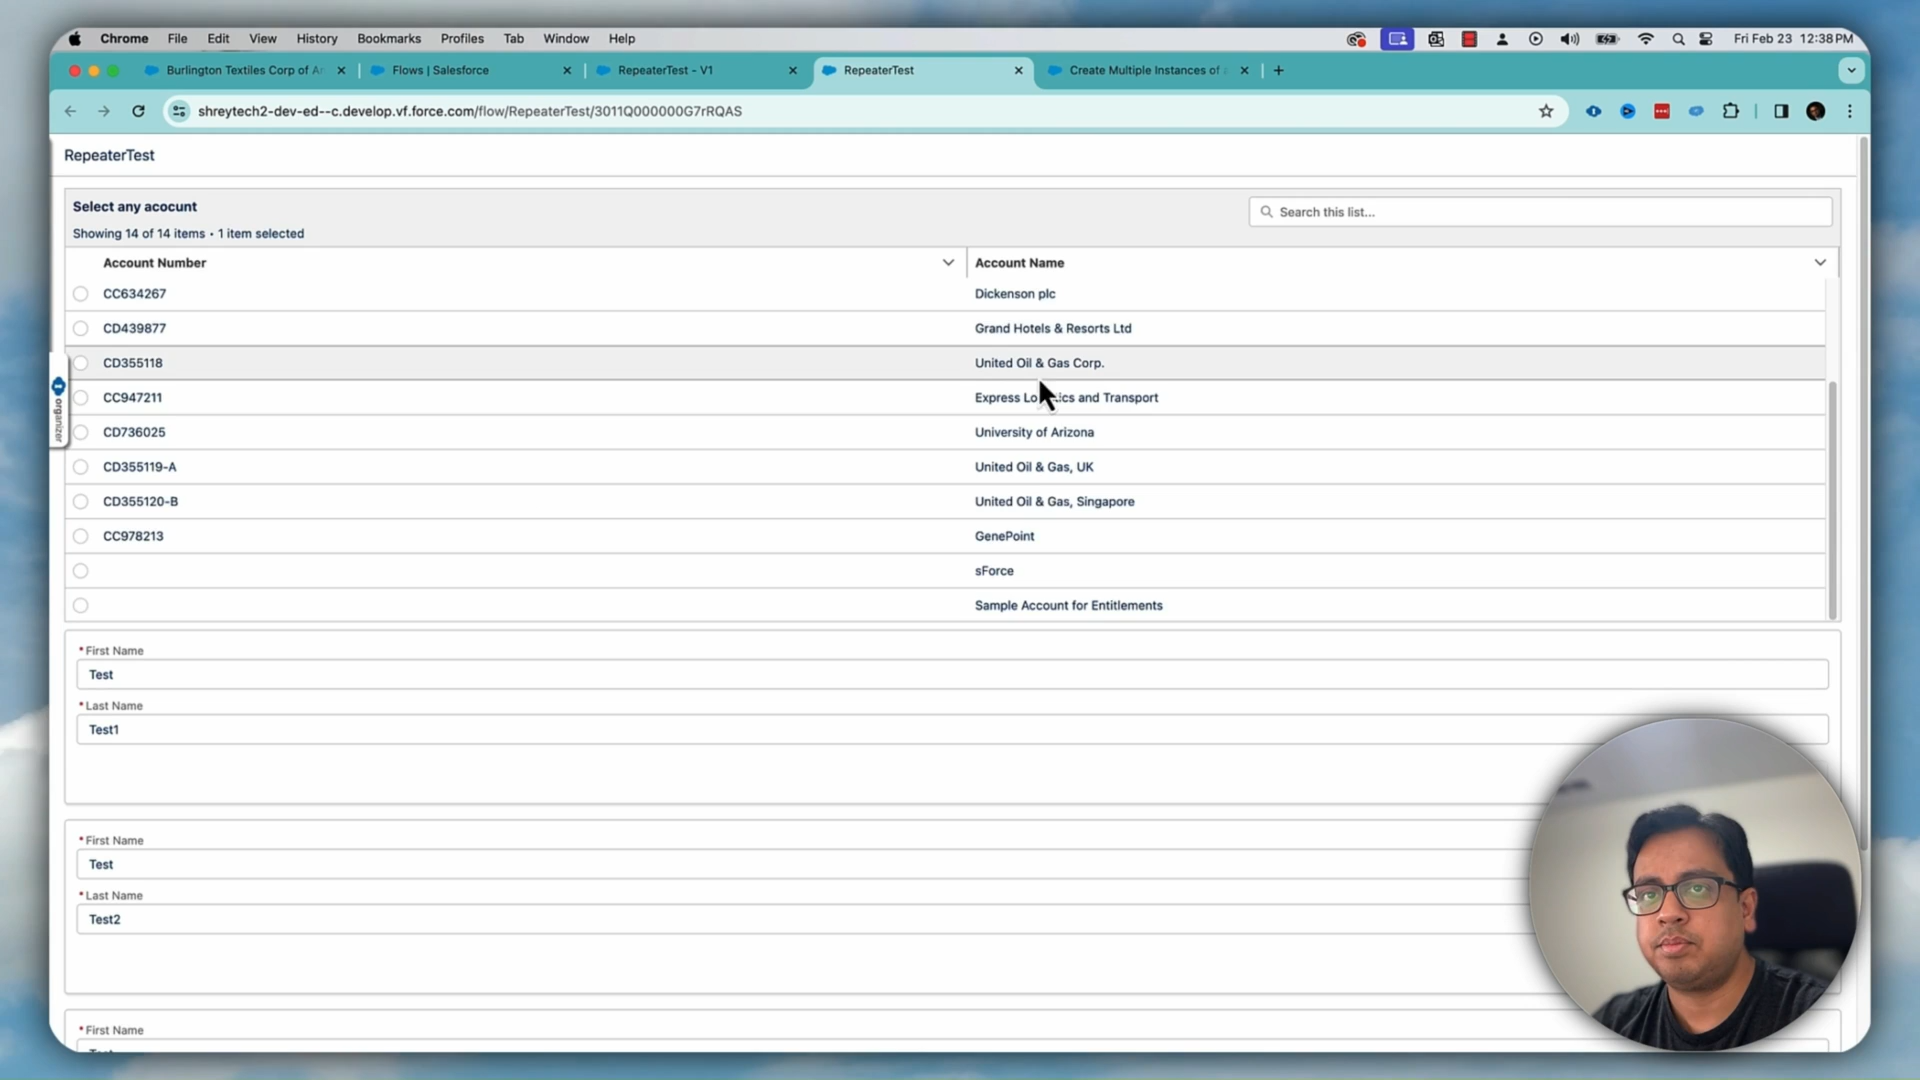 Chrome File Edit View History Bookmarks Profiles Tab Window Help Fri Feb 23 12:38 PM
Burlington Textiles Corp of Ar Flows | Salesforce RepeaterTest - V1 RepeaterTest Create Multiple Instances of a
shreytech2-dev-ed--c.develop.vf.force.com/flow/RepeaterTest/3011Q000000G7rRQAS
RepeaterTest
Select any acocunt
Search this list...
Showing 14 of 14 items • 1 item selected
Account Number Account Name
CC634267 Dickenson plc
CD439877 Grand Hotels & Resorts Ltd
CD355118 United Oil & Gas Corp.
CC947211 Express Lo ics and Transport
CD736025 University of Arizona
CD355119-A United Oil & Gas, UK
CD355120-B United Oil & Gas, Singapore
CC978213 GenePoint
sForce
Sample Account for Entitlements
organizer
*First Name
Test
*Last Name
Test1
*First Name
Test
*Last Name
Test2
*First Name